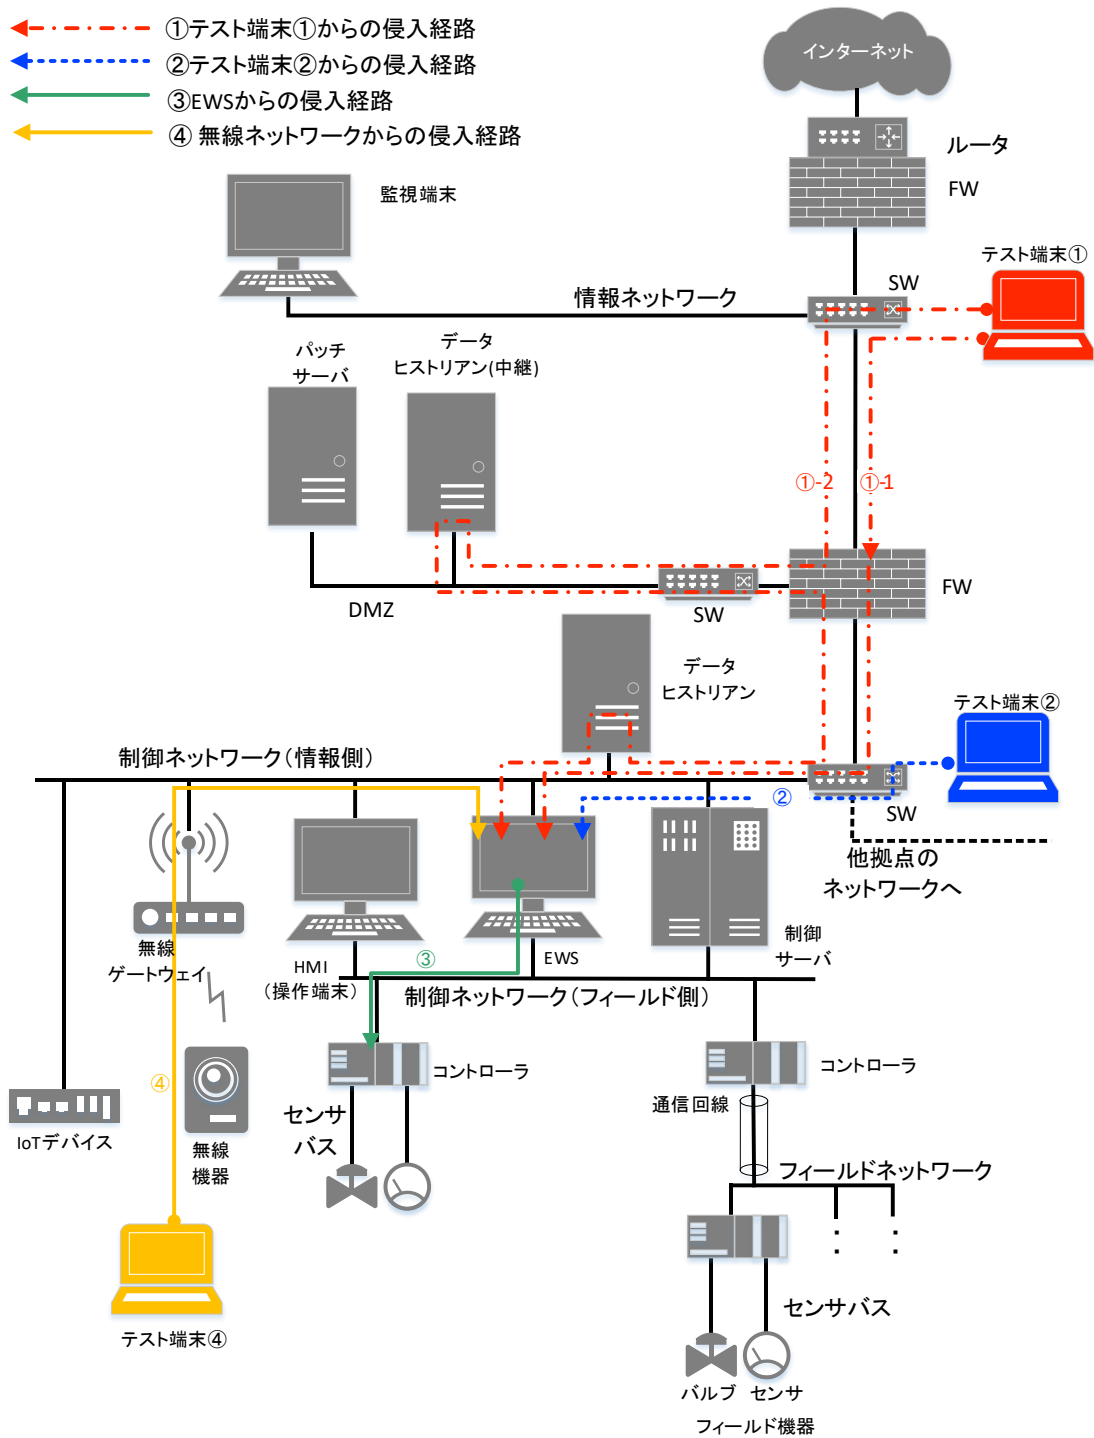 ①テスト端末①からの侵入経路
②テスト端末②からの侵入経路
③EWSからの侵入経路
④ 無線ネットワークからの侵入経路
インターネット
ルータ
FW
監視端末
テスト端末①
SW
情報ネットワーク
パッチ
サーバ
データ
ヒストリアン(中継)
①-2
①-1
FW
DMZ
SW
データ
ヒストリアン
テスト端末②
制御ネットワーク(情報側)
②
SW
他拠点の
ネットワークへ
無線
ゲートウェイ
HMI
(操作端末)
③
EWS
制御
サーバ
制御ネットワーク(フィールド側)
コントローラ
コントローラ
④
IoTデバイス
無線
機器
センサ
バス
通信回線
フィールドネットワーク
センサバス
テスト端末④
バルブ
センサ
フィールド機器